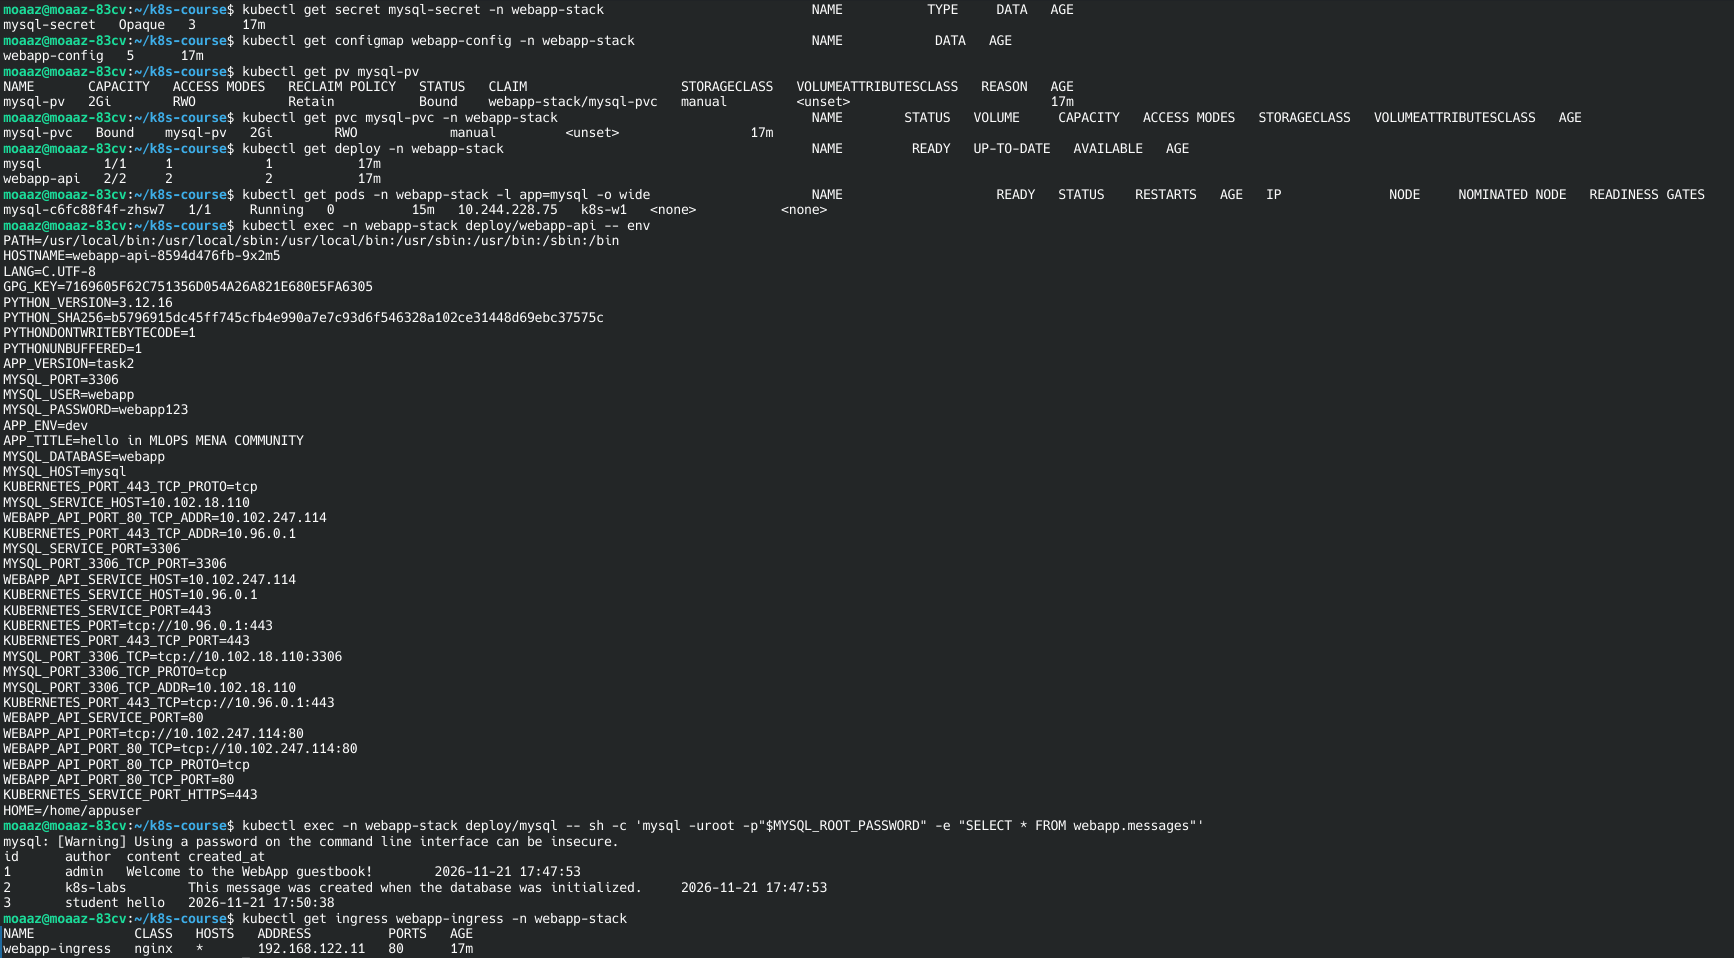 moaaz@moaaz-83cv:~/k8s-course$ kubectl get secret mysql-secret -n webapp-stack NAME TYPE DATA AGE
mysql-secret Opaque 3 17m
moaaz@moaaz-83cv:~/k8s-course$ kubectl get configmap webapp-config -n webapp-stack NAME DATA AGE
webapp-config 5 17m
moaaz@moaaz-83cv:~/k8s-course$ kubectl get pv mysql-pv
NAME CAPACITY ACCESS MODES RECLAIM POLICY STATUS CLAIM STORAGECLASS VOLUMEATTRIBUTESCLASS REASON AGE
mysql-pv 2Gi RWO Retain Bound webapp-stack/mysql-pvc manual <unset> 17m
moaaz@moaaz-83cv:~/k8s-course$ kubectl get pvc mysql-pvc -n webapp-stack NAME STATUS VOLUME CAPACITY ACCESS MODES STORAGECLASS VOLUMEATTRIBUTESCLASS AGE
mysql-pvc Bound mysql-pv 2Gi RWO manual <unset> 17m
moaaz@moaaz-83cv:~/k8s-course$ kubectl get deploy -n webapp-stack NAME READY UP-TO-DATE AVAILABLE AGE
mysql 1/1 1 1 17m
webapp-api 2/2 2 2 17m
moaaz@moaaz-83cv:~/k8s-course$ kubectl get pods -n webapp-stack -l app=mysql -o wide NAME READY STATUS RESTARTS AGE IP NODE NOMINATED NODE READINESS GATES
mysql-c6fc88f4f-zhsw7 1/1 Running 0 15m 10.244.228.75 k8s-w1 <none> <none>
moaaz@moaaz-83cv:~/k8s-course$ kubectl exec -n webapp-stack deploy/webapp-api -- env
PATH=/usr/local/bin:/usr/local/sbin:/usr/local/bin:/usr/sbin:/usr/bin:/sbin:/bin
HOSTNAME=webapp-api-8594d476fb-9x2m5
LANG=C.UTF-8
GPG_KEY=7169605F62C751356D054A26A821E680E5FA6305
PYTHON_VERSION=3.12.16
PYTHON_SHA256=b5796915dc45ff745cfb4e990a7e7c93d6f546328a102ce31448d69ebc37575c
PYTHONDONTWRITEBYTECODE=1
PYTHONUNBUFFERED=1
APP_VERSION=task2
MYSQL_PORT=3306
MYSQL_USER=webapp
MYSQL_PASSWORD=webapp123
APP_ENV=dev
APP_TITLE=hello in MLOPS MENA COMMUNITY
MYSQL_DATABASE=webapp
MYSQL_HOST=mysql
KUBERNETES_PORT_443_TCP_PROTO=tcp
MYSQL_SERVICE_HOST=10.102.18.110
WEBAPP_API_PORT_80_TCP_ADDR=10.102.247.114
KUBERNETES_PORT_443_TCP_ADDR=10.96.0.1
MYSQL_SERVICE_PORT=3306
MYSQL_PORT_3306_TCP_PORT=3306
WEBAPP_API_SERVICE_HOST=10.102.247.114
KUBERNETES_SERVICE_HOST=10.96.0.1
KUBERNETES_SERVICE_PORT=443
KUBERNETES_PORT=tcp://10.96.0.1:443
KUBERNETES_PORT_443_TCP_PORT=443
MYSQL_PORT_3306_TCP=tcp://10.102.18.110:3306
MYSQL_PORT_3306_TCP_PROTO=tcp
MYSQL_PORT_3306_TCP_ADDR=10.102.18.110
KUBERNETES_PORT_443_TCP=tcp://10.96.0.1:443
WEBAPP_API_SERVICE_PORT=80
WEBAPP_API_PORT=tcp://10.102.247.114:80
WEBAPP_API_PORT_80_TCP=tcp://10.102.247.114:80
WEBAPP_API_PORT_80_TCP_PROTO=tcp
WEBAPP_API_PORT_80_TCP_PORT=80
KUBERNETES_SERVICE_PORT_HTTPS=443
HOME=/home/appuser
moaaz@moaaz-83cv:~/k8s-course$ kubectl exec -n webapp-stack deploy/mysql -- sh -c 'mysql -uroot -p"$MYSQL_ROOT_PASSWORD" -e "SELECT * FROM webapp.messages"'
mysql: [Warning] Using a password on the command line interface can be insecure.
id author content created_at
1 admin Welcome to the WebApp guestbook! 2026-11-21 17:47:53
2 k8s-labs This message was created when the database was initialized. 2026-11-21 17:47:53
3 student hello 2026-11-21 17:50:38
moaaz@moaaz-83cv:~/k8s-course$ kubectl get ingress webapp-ingress -n webapp-stack
NAME CLASS HOSTS ADDRESS PORTS AGE
webapp-ingress nginx * 192.168.122.11 80 17m